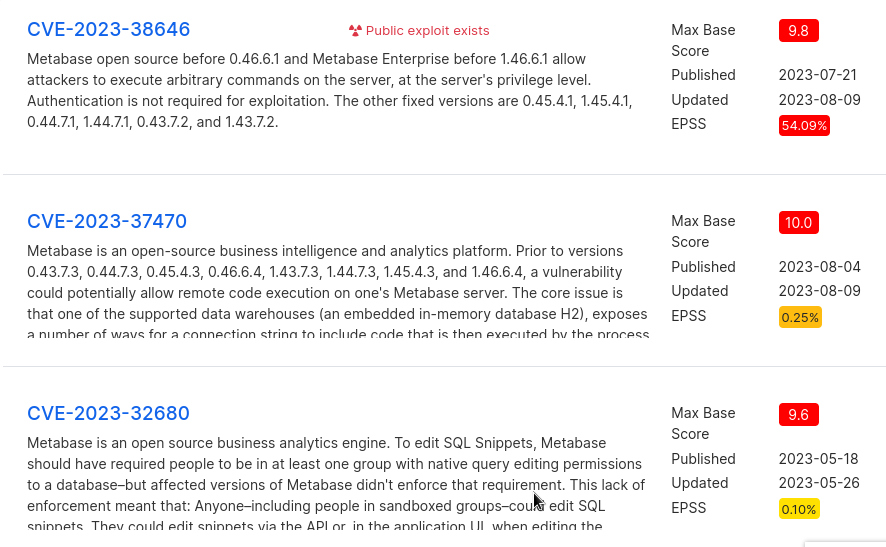 CVE-2023-38646
Public exploit exists
Metabase open source before 0.46.6.1 and Metabase Enterprise before 1.46.6.1 allow
attackers to execute arbitrary commands on the server, at the server's privilege level.
Authentication is not required for exploitation. The other fixed versions are 0.45.4.1, 1.45.4.1,
0.44.7.1, 1.44.7.1, 0.43.7.2, and 1.43.7.2.
Max Base Score 9.8
Published 2023-07-21
Updated 2023-08-09
EPSS 54.09%
CVE-2023-37470
Metabase is an open-source business intelligence and analytics platform. Prior to versions
0.43.7.3, 0.44.7.3, 0.45.4.3, 0.46.6.4, 1.43.7.3, 1.44.7.3, 1.45.4.3, and 1.46.6.4, a vulnerability
could potentially allow remote code execution on one's Metabase server. The core issue is
that one of the supported data warehouses (an embedded in-memory database H2), exposes
a number of ways for a connection string to include code that is then executed by the process
Max Base Score 10.0
Published 2023-08-04
Updated 2023-08-09
EPSS 0.25%
CVE-2023-32680
Metabase is an open source business analytics engine. To edit SQL Snippets, Metabase
should have required people to be in at least one group with native query editing permissions
to a database–but affected versions of Metabase didn't enforce that requirement. This lack of
enforcement meant that: Anyone–including people in sandboxed groups–could edit SQL
snippets. They could edit snippets via the API or, in the application UI, when editing the
Max Base Score 9.6
Published 2023-05-18
Updated 2023-05-26
EPSS 0.10%